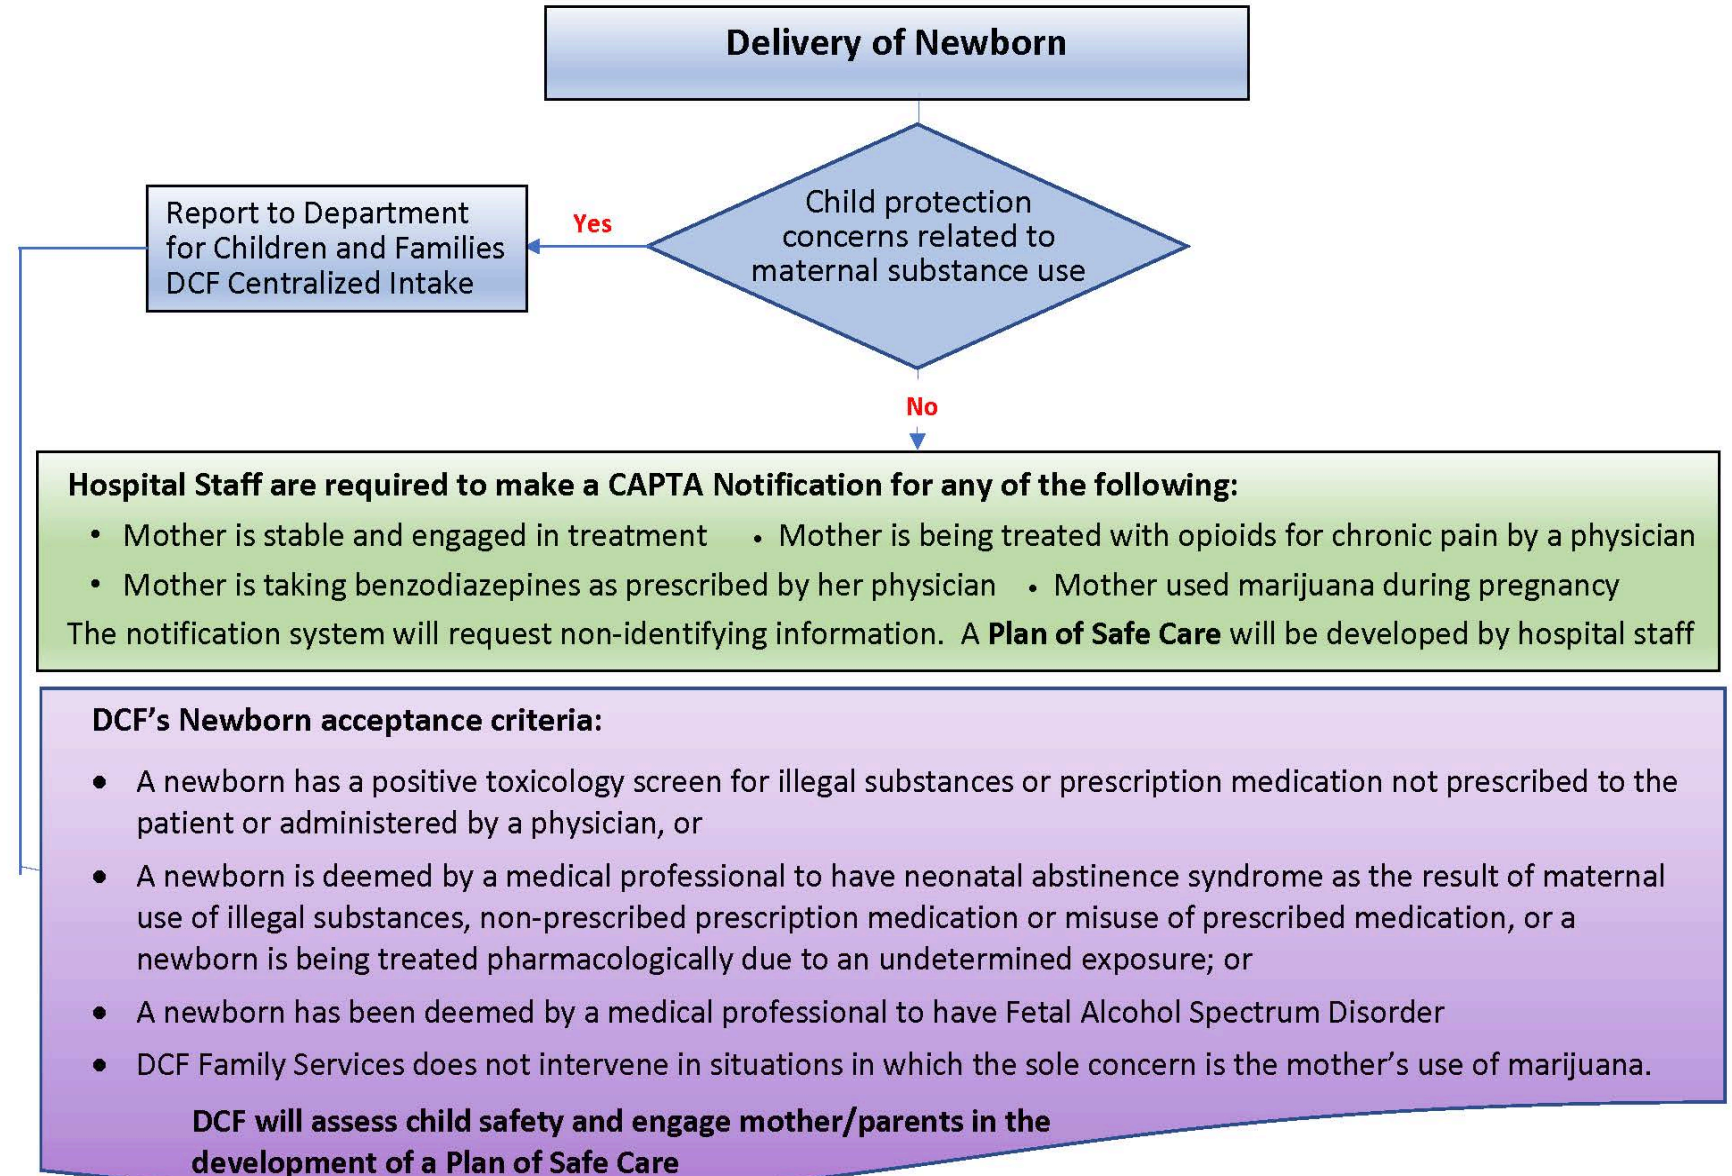 Delivery of Newborn
Child protection
concerns related to
maternal substance use
Yes
Report to Department
for Children and Families
DCF Centralized Intake
No
Hospital Staff are required to make a CAPTA Notification for any of the following:
• Mother is stable and engaged in treatment • Mother is being treated with opioids for chronic pain by a physician
• Mother is taking benzodiazepines as prescribed by her physician • Mother used marijuana during pregnancy
The notification system will request non-identifying information. A Plan of Safe Care will be developed by hospital staff
DCF's Newborn acceptance criteria:
• A newborn has a positive toxicology screen for illegal substances or prescription medication not prescribed to the
patient or administered by a physician, or
• A newborn is deemed by a medical professional to have neonatal abstinence syndrome as the result of maternal
use of illegal substances, non-prescribed prescription medication or misuse of prescribed medication, or a
newborn is being treated pharmacologically due to an undetermined exposure; or
• A newborn has been deemed by a medical professional to have Fetal Alcohol Spectrum Disorder
• DCF Family Services does not intervene in situations in which the sole concern is the mother's use of marijuana.
DCF will assess child safety and engage mother/parents in the
development of a Plan of Safe Care